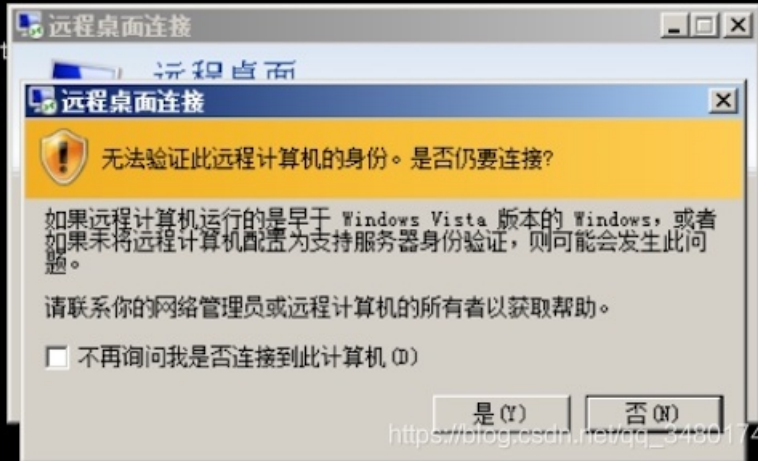 远程桌面连接
远程桌面
远程桌面连接
无法验证此远程计算机的身份。是否仍要连接?
如果远程计算机运行的是早于 Windows Vista 版本的 Windows，或者
如果未将远程计算机配置为支持服务器身份验证，则可能会发生此问
题。
请联系你的网络管理员或远程计算机的所有者以获取帮助。
不再询问我是否连接到此计算机(D)
是(Y) 否(N)
https://blog.csdn.net/qq_3480174